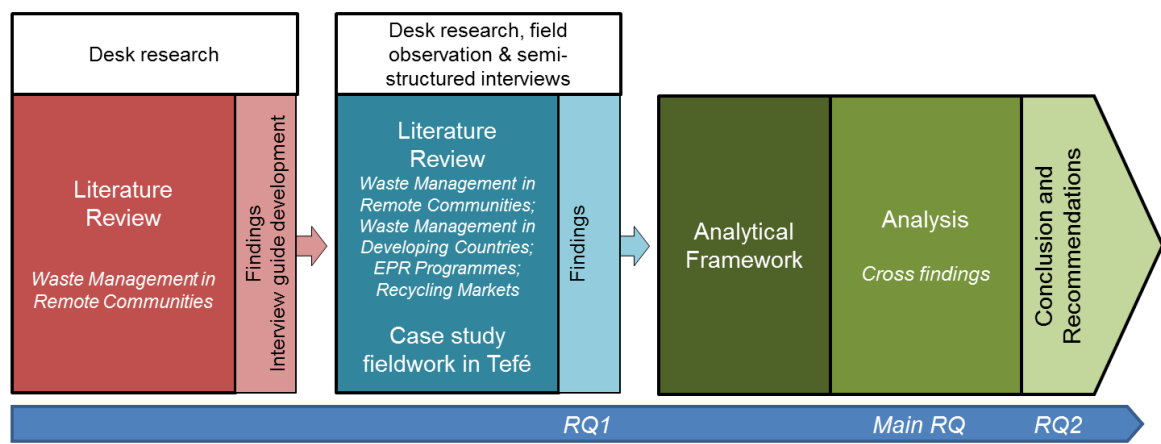 Desk research
Literature
Review
Waste Management in
Remote Communities
Findings
Interview guide development
Desk research, field
observation & semi-
structured interviews
Literature
Review
Waste Management in
Remote Communities;
Waste Management in
Developing Countries;
EPR Programmes;
Recycling Markets
Case study
fieldwork in Tefé
Findings
Analytical
Framework
Analysis
Cross findings
Conclusion and
Recommendations
RQ1
Main RQ
RQ2